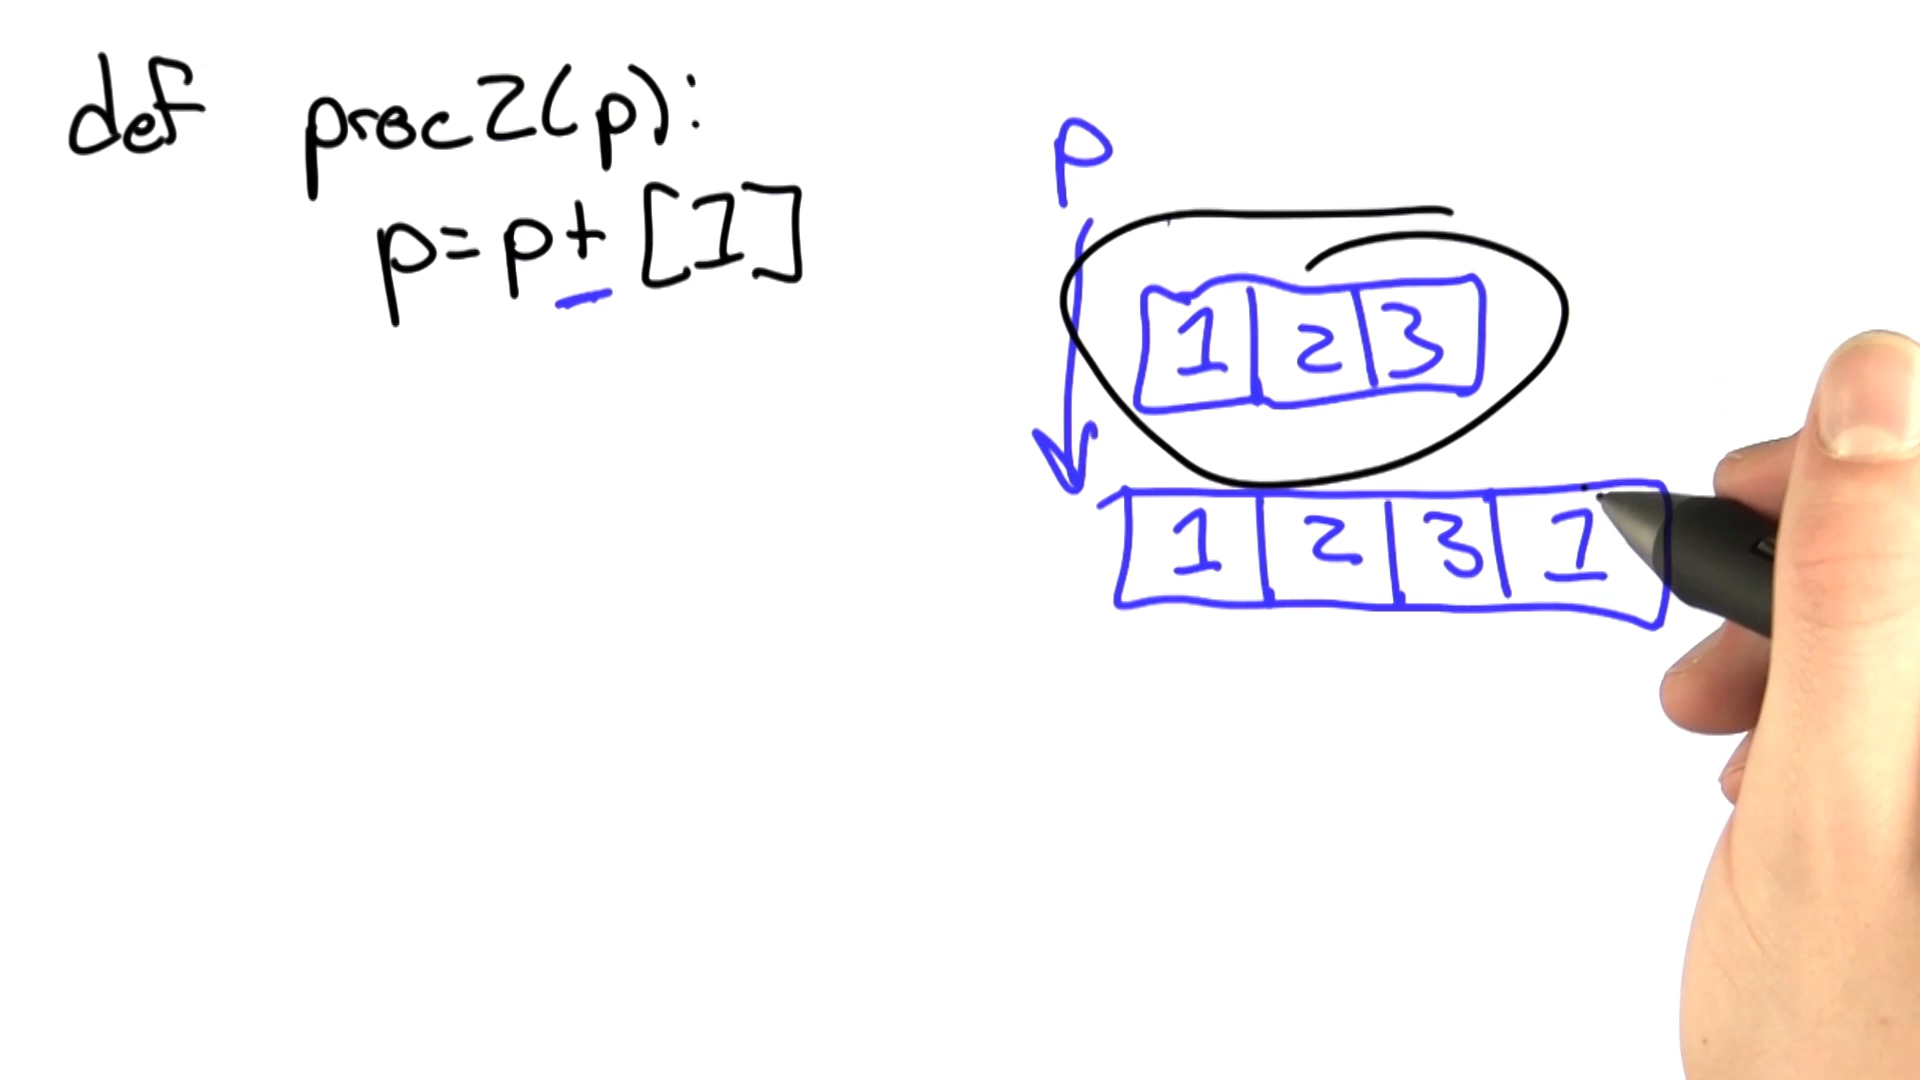 def proc2(p):
p=p+[1]
p
1 2 3
1 2 3 1